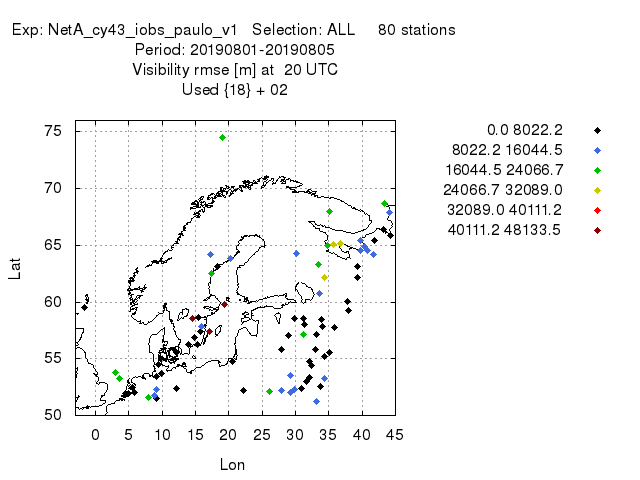 Exp: NetA_cy43_iobs_paulo_v1 Selection: ALL 80 stations
Period: 20190801-20190805
Visibility rmse [m] at 20 UTC
Used {18} + 02
0.0 8022.2
8022.2 16044.5
16044.5 24066.7
24066.7 32089.0
32089.0 40111.2
40111.2 48133.5
Lat
75
70
65
60
55
50
0 5 10 15 20 25 30 35 40 45
Lon